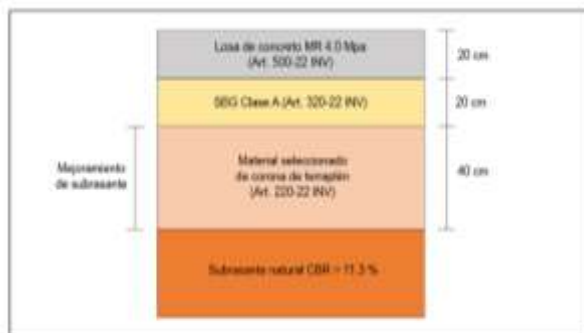 Losa de concreto MR 4.0 Mpa
(Art. 500-22 INV)
20 cm
SBG Clase A (Art. 320-22 INV)
20 cm
Mejoramiento
de subrasante
Material seleccionado
de corona de terraplén
(Art. 220-22 INV)
40 cm
Subrasante natural CBR = 11.3 %